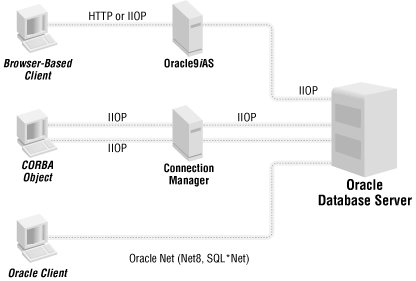 HTTP or IIOP
Browser-Based
Client
Oracle9iAS
IIOP
IIOP
IIOP
IIOP
CORBA
Object
Connection
Manager
Oracle
Database Server
Oracle Net (Net8, SQL*Net)
Oracle Client